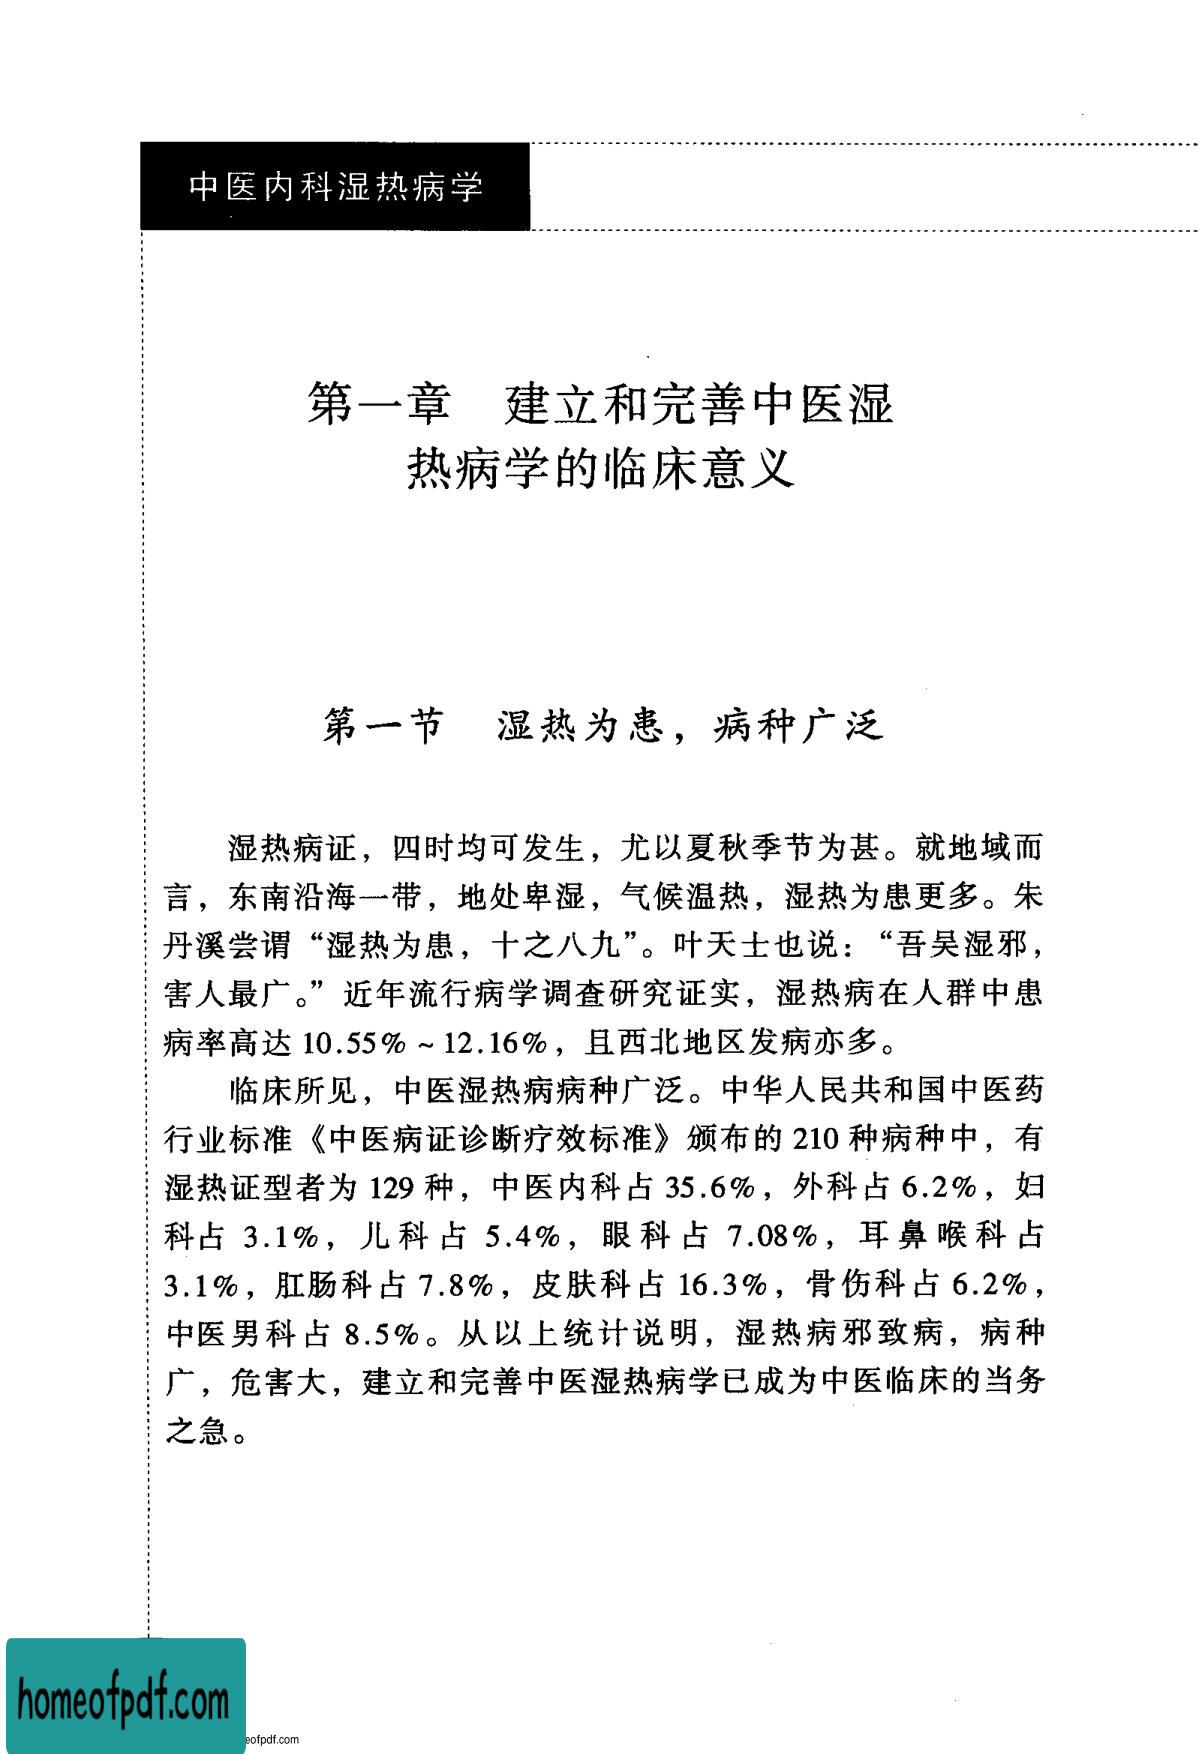 中医内科湿热病学
第一章 建立和完善中医湿
热病学的临床意义
第一节 湿热为患，病种广泛
湿热病证，四时均可发生，尤以夏秋季节为甚。就地域而
言，东南沿海一带，地处卑湿，气候温热，湿热为患更多。朱
丹溪尝谓“湿热为患，十之八九”。叶天士也说：“吾吴湿邪，
害人最广。”近年流行病学调查研究证实，湿热病在人群中患
病率高达 10.55% ~ 12.16%，且西北地区发病亦多。
临床所见，中医湿热病病种广泛。中华人民共和国中医药
行业标准《中医病证诊断疗效标准》颁布的 210 种病种中，有
湿热证型者为 129 种，中医内科占 35.6%，外科占 6.2%，妇
科占 3.1%，儿科占 5.4%，眼科占 7.08%，耳鼻喉科占
3.1%，肛肠科占 7.8%，皮肤科占 16.3%，骨伤科占 6.2%，
中医男科占 8.5%。从以上统计说明，湿热病邪致病，病种
广，危害大，建立和完善中医湿热病学已成为中医临床的当务
之急。
homeofpdf.com
eofpdf.com